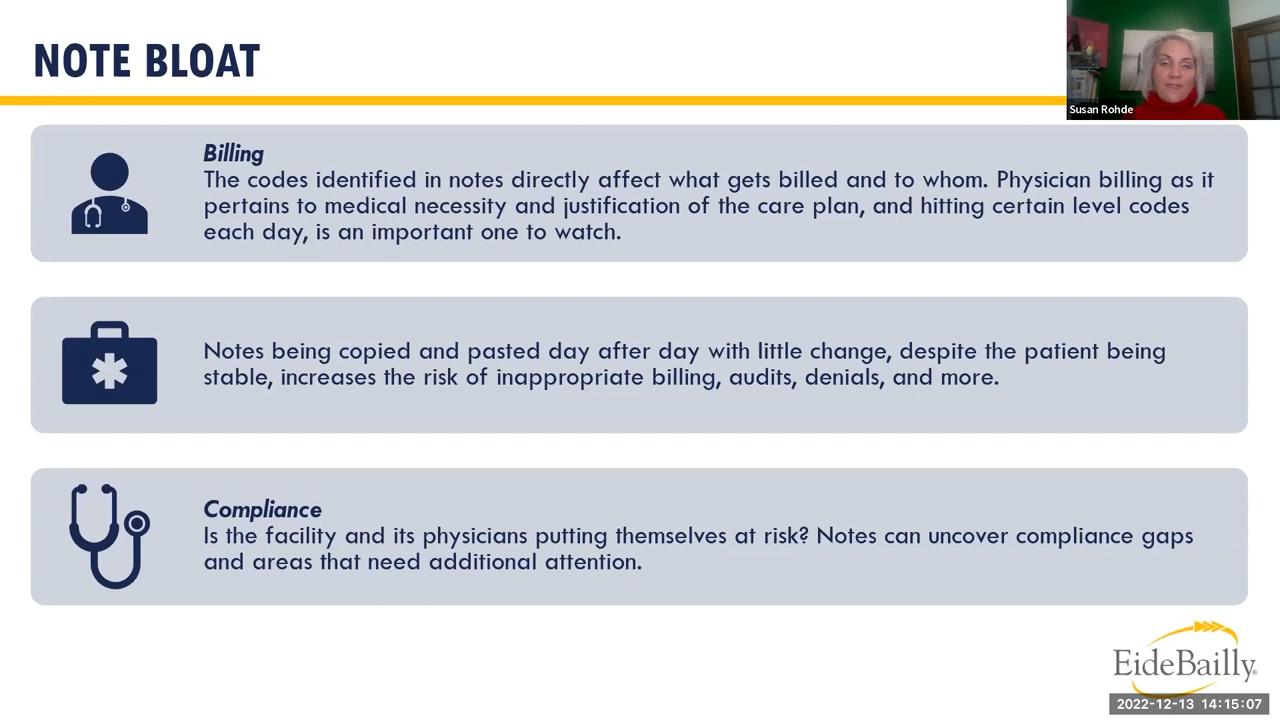 NOTE BLOAT
Susan Rohde
Billing
The codes identified in notes directly affect what gets billed and to whom. Physician billing as it
pertains to medical necessity and justification of the care plan, and hitting certain level codes
each day, is an important one to watch.
Notes being copied and pasted day after day with little change, despite the patient being
stable, increases the risk of inappropriate billing, audits, denials, and more.
Compliance
Is the facility and its physicians putting themselves at risk? Notes can uncover compliance gaps
and areas that need additional attention.
EideBailly®
2022-12-13 14:15:07